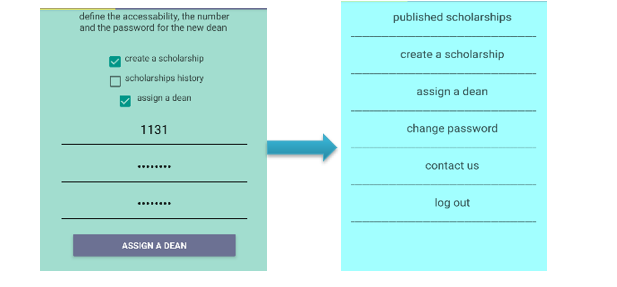 define the accessability, the number
and the password for the new dean
create a scholarship
scholarships history
assign a dean
1131
••••••••
••••••••
ASSIGN A DEAN
published scholarships
create a scholarship
assign a dean
change password
contact us
log out